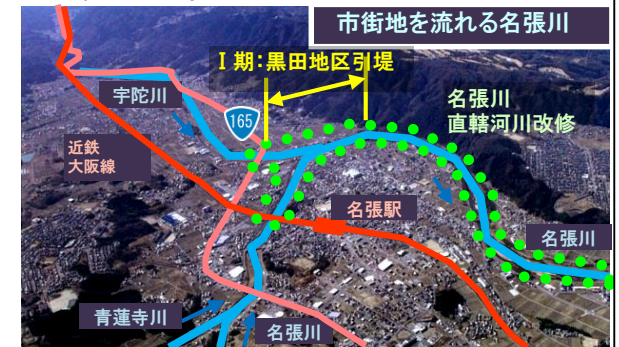 市街地を流れる名張川
Ⅰ期:黒田地区引堤
宇陀川
165
名張川
直轄河川改修
近鉄
大阪線
名張駅
名張川
青蓮寺川
名張川